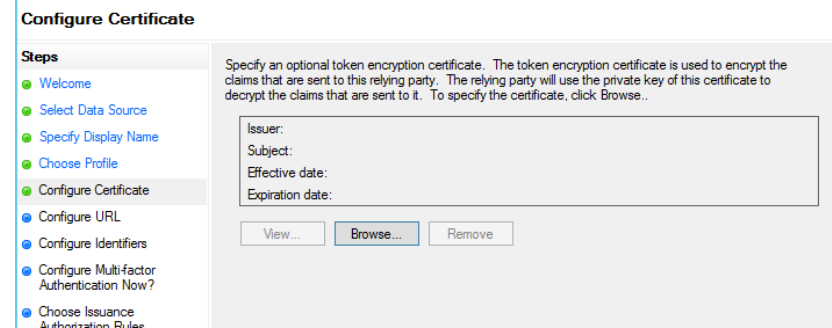 Configure Certificate
Steps
Welcome
Select Data Source
Specify Display Name
Choose Profile
Configure Certificate
Configure URL
Configure Identifiers
Configure Multi-factor
Authentication Now?
Choose Issuance
Authorization Rules
Specify an optional token encryption certificate. The token encryption certificate is used to encrypt the
claims that are sent to this relying party. The relying party will use the private key of this certificate to
decrypt the claims that are sent to it. To specify the certificate, click Browse..
Issuer:
Subject:
Effective date:
Expiration date:
View... Browse... Remove